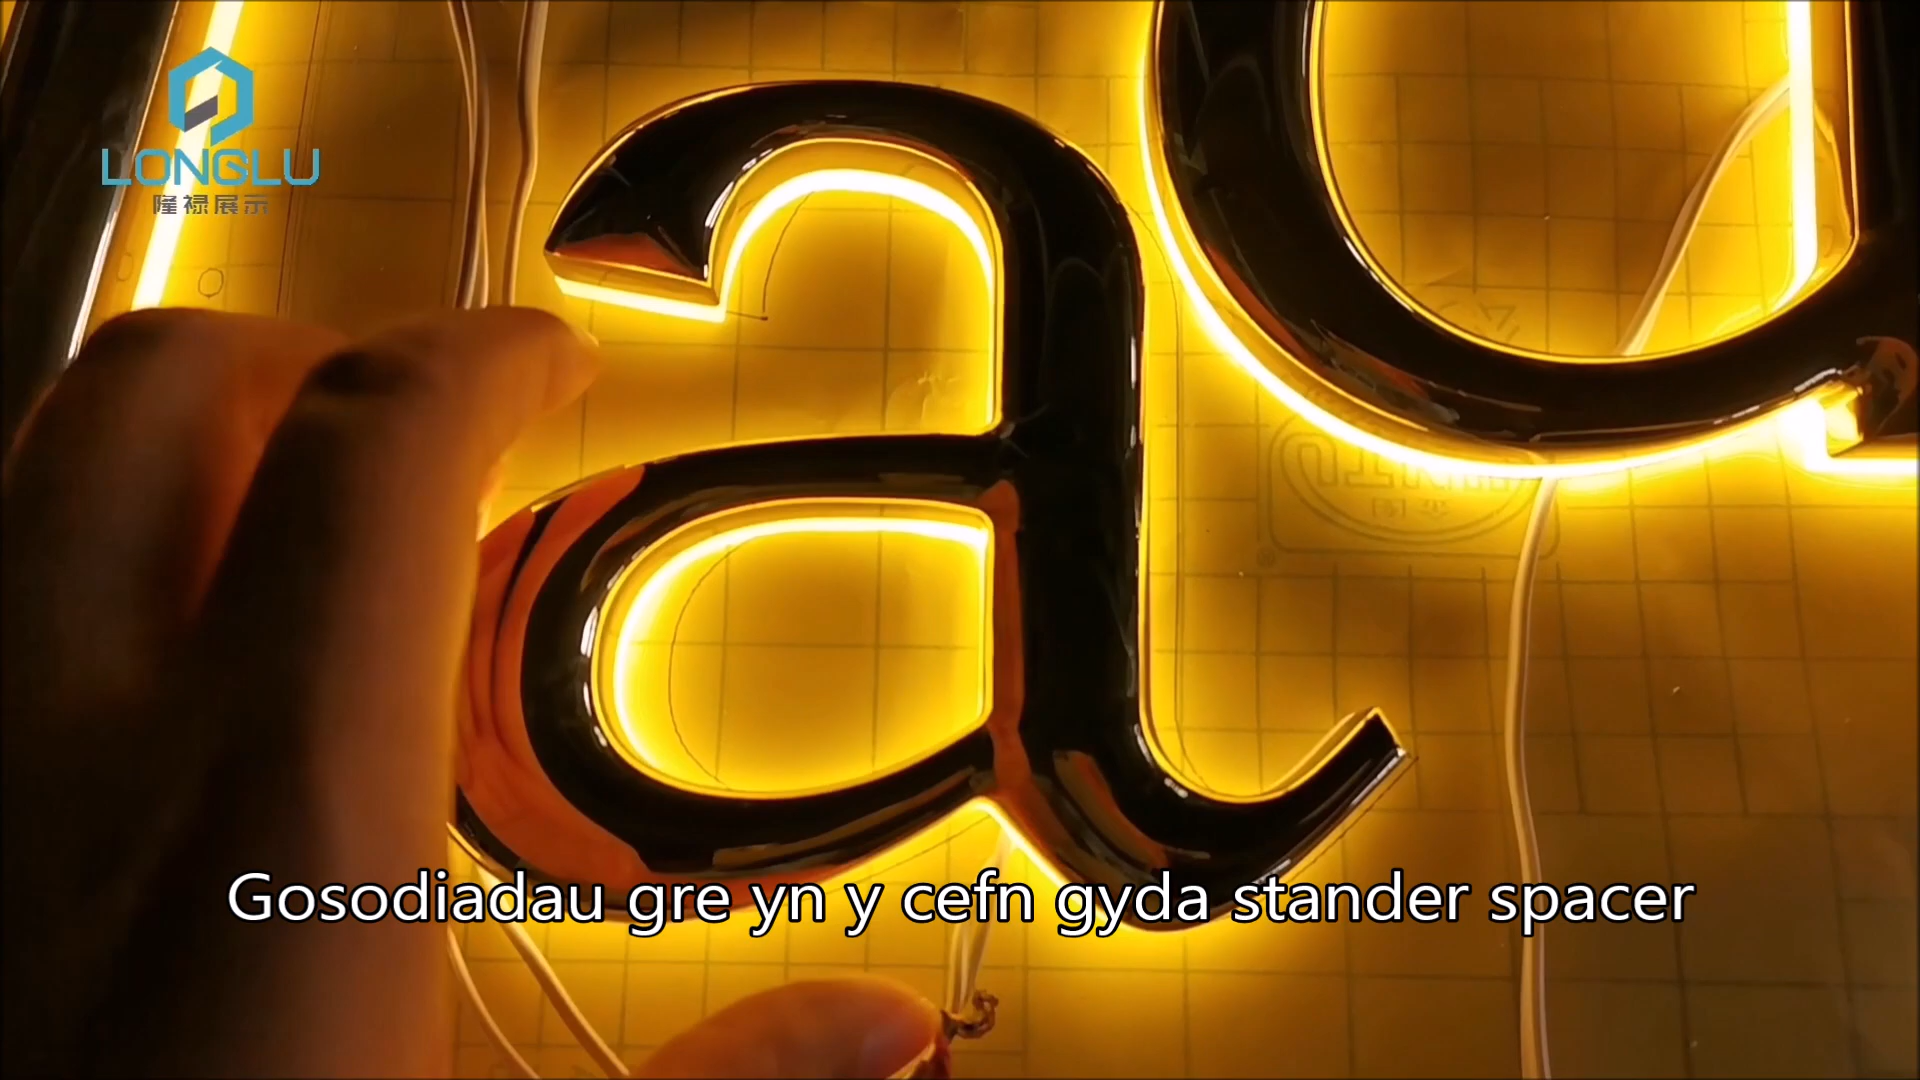 LONGLU
隆禄展示
a
Gosodiadau gre yn y cefn gyda stander spacer